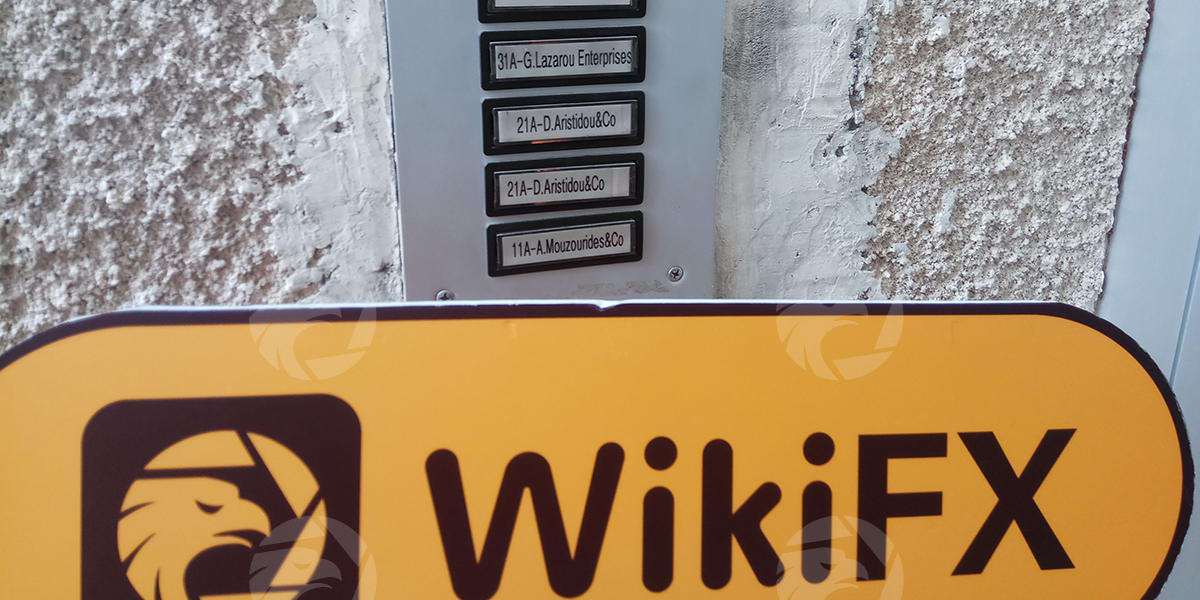 31A-G.Lazarou Enterprises
21A-D.Aristidou&Co
21A-D.Aristidou&Co
11A-A.Mouzourides&Co
WikiFX